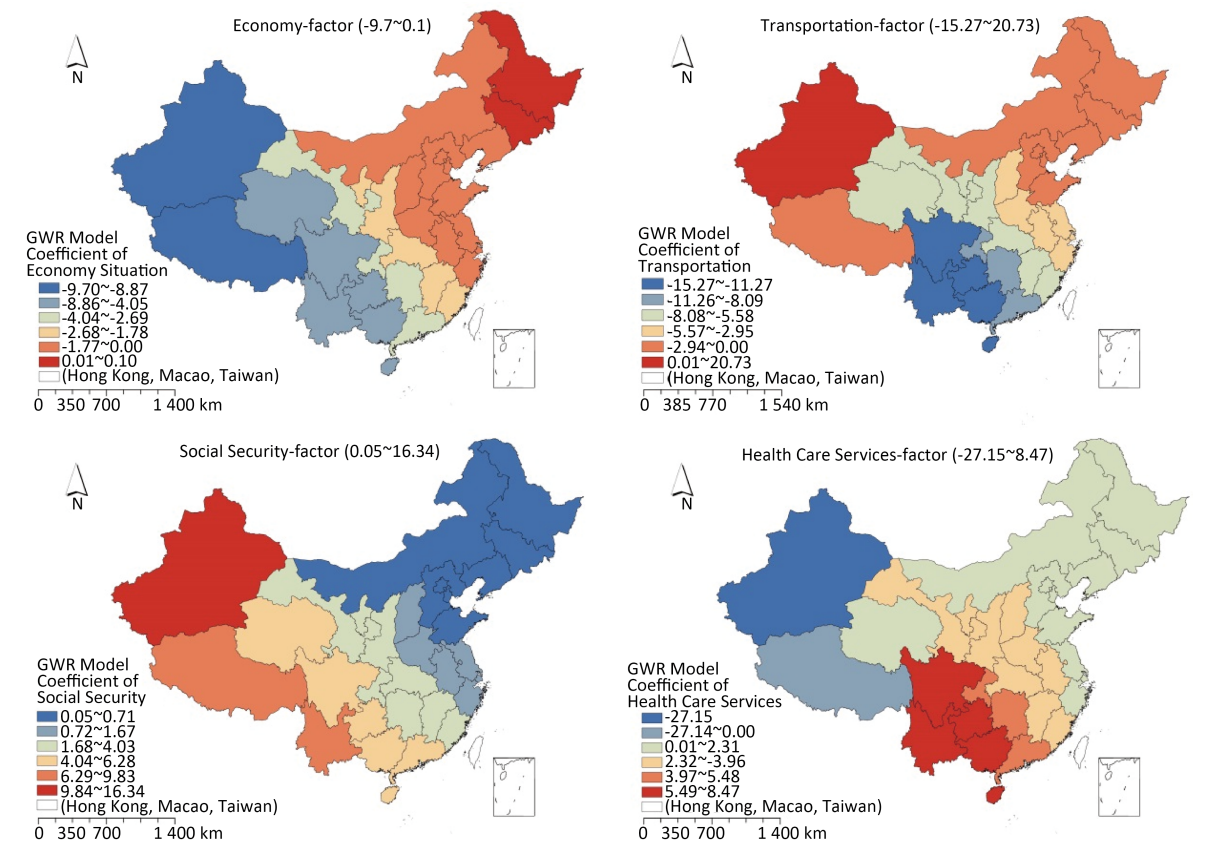 Economy-factor (-9.7~0.1)
N
GWR Model
Coefficient of
Economy Situation
-9.70~-8.87
-8.86~-4.05
-4.04~-2.69
-2.68~-1.78
-1.77~0.00
0.01~0.10
(Hong Kong, Macao, Taiwan)
0 350 700 1 400 km
Transportation-factor (-15.27~20.73)
N
GWR Model
Coefficient of
Transportation
-15.27~-11.27
-11.26~-8.09
-8.08~-5.58
-5.57~-2.95
-2.94~0.00
0.01~20.73
(Hong Kong, Macao, Taiwan)
0 385 770 1 540 km
Social Security-factor (0.05~16.34)
N
GWR Model
Coefficient of
Social Security
0.05~0.71
0.72~1.67
1.68~4.03
4.04~6.28
6.29~9.83
9.84~16.34
(Hong Kong, Macao, Taiwan)
0 350 700 1 400 km
Health Care Services-factor (-27.15~8.47)
N
GWR Model
Coefficient of
Health Care Services
-27.15
-27.14~0.00
0.01~2.31
2.32~-3.96
3.97~5.48
5.49~8.47
(Hong Kong, Macao, Taiwan)
0 350 700 1 400 km